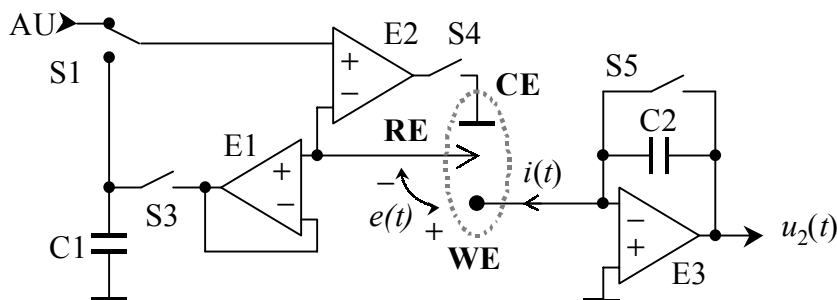 AU
E2
S4
S1
+
−
CE
S5
RE
C2
E1
+
−
i(t)
−
S3
e(t)
+
−
+
u₂(t)
C1
WE
E3